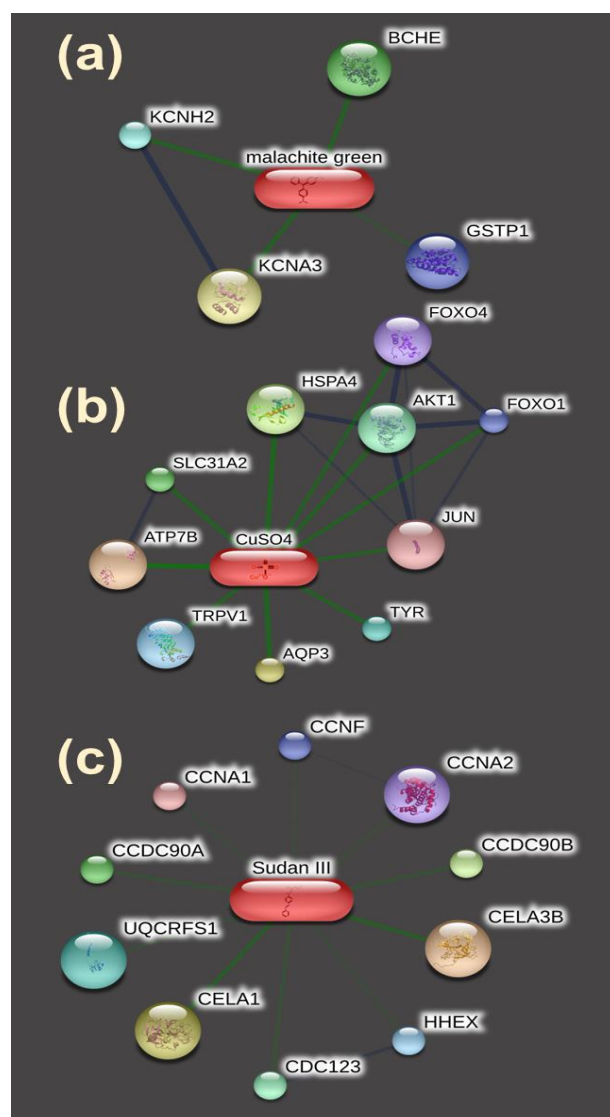 (a)
BCHE
KCNH2
malachite green
GSTP1
KCNA3
FOXO4
(b)
HSPA4
AKT1
FOXO1
SLC31A2
JUN
ATP7B
CuSO4
TRPV1
TYR
AQP3
(c)
CCNF
CCNA2
CCNA1
CCDC90A
Sudan III
CCDC90B
UQCRFS1
CELA3B
CELA1
HHEX
CDC123